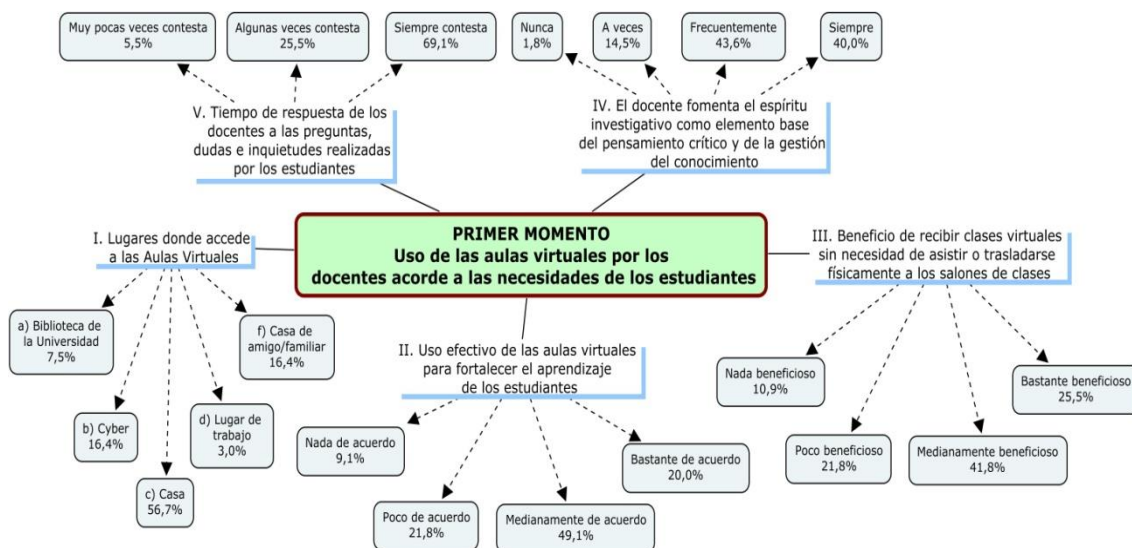 Muy pocas veces contesta
5,5%
Algunas veces contesta
25,5%
Siempre contesta
69,1%
Nunca
1,8%
A veces
14,5%
Frecuentemente
43,6%
Siempre
40,0%
V. Tiempo de respuesta de los
docentes a las preguntas,
dudas e inquietudes realizadas
por los estudiantes
IV. El docente fomenta el espíritu
investigativo como elemento base
del pensamiento crítico y de la gestión
del conocimiento
PRIMER MOMENTO
Uso de las aulas virtuales por los
docentes acorde a las necesidades de los estudiantes
I. Lugares donde accede
a las Aulas Virtuales
a) Biblioteca de
la Universidad
7,5%
b) Cyber
16,4%
c) Casa
56,7%
d) Lugar de
trabajo
3,0%
f) Casa de
amigo/familiar
16,4%
II. Uso efectivo de las aulas virtuales
para fortalecer el aprendizaje
de los estudiantes
Nada de acuerdo
9,1%
Poco de acuerdo
21,8%
Medianamente de acuerdo
49,1%
Bastante de acuerdo
20,0%
III. Beneficio de recibir clases virtuales
sin necesidad de asistir o trasladarse
físicamente a los salones de clases
Nada beneficioso
10,9%
Poco beneficioso
21,8%
Medianamente beneficioso
41,8%
Bastante beneficioso
25,5%